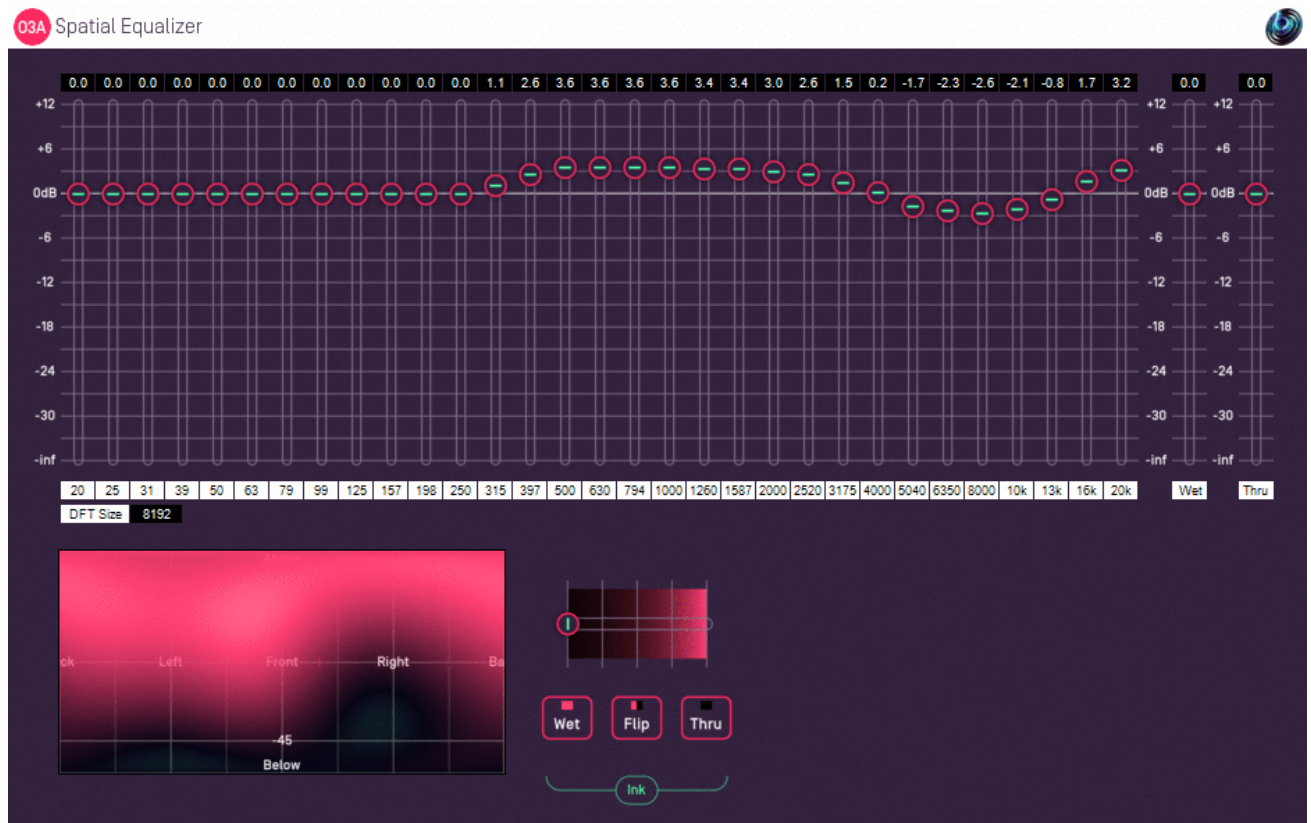 O3A Spatial Equalizer
0.0 0.0 0.0 0.0 0.0 0.0 0.0 0.0 0.0 0.0 0.0 0.0 1.1 2.6 3.6 3.6 3.6 3.6 3.4 3.4 3.0 2.6 1.5 0.2 -1.7 -2.3 -2.6 -2.1 -0.8 1.7 3.2 0.0 0.0
+12 +12 +12
+6 +6 +6
0dB 0dB 0dB
-6 -6 -6
-12 -12 -12
-18 -18 -18
-24 -24 -24
-30 -30 -30
-inf -inf -inf
20 25 31 39 50 63 79 99 125 157 198 250 315 397 500 630 794 1000 1260 1587 2000 2520 3175 4000 5040 6350 8000 10k 13k 16k 20k Wet Thru
DFT Size 8192
Above
ck Left Front Right Ba
-45
Below
Wet Flip Thru
Ink